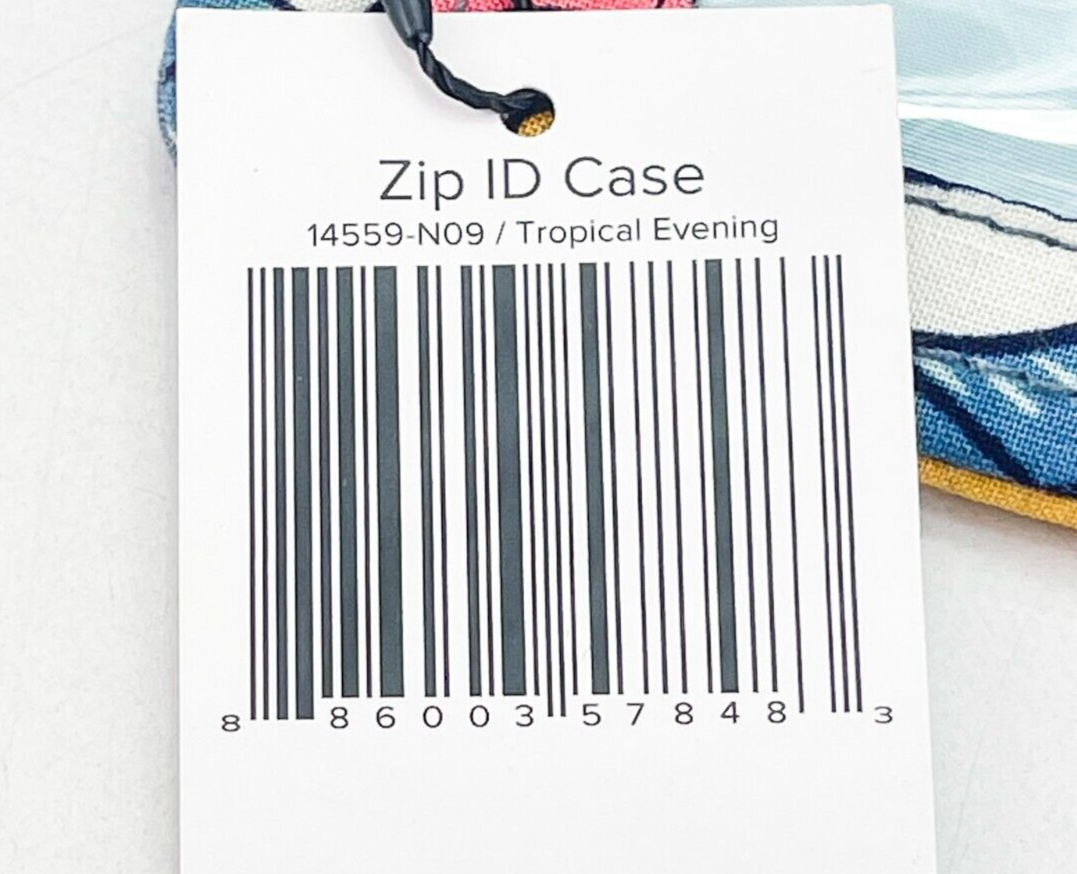 Zip ID Case
14559-N09 / Tropical Evening
8 86003 57848 3